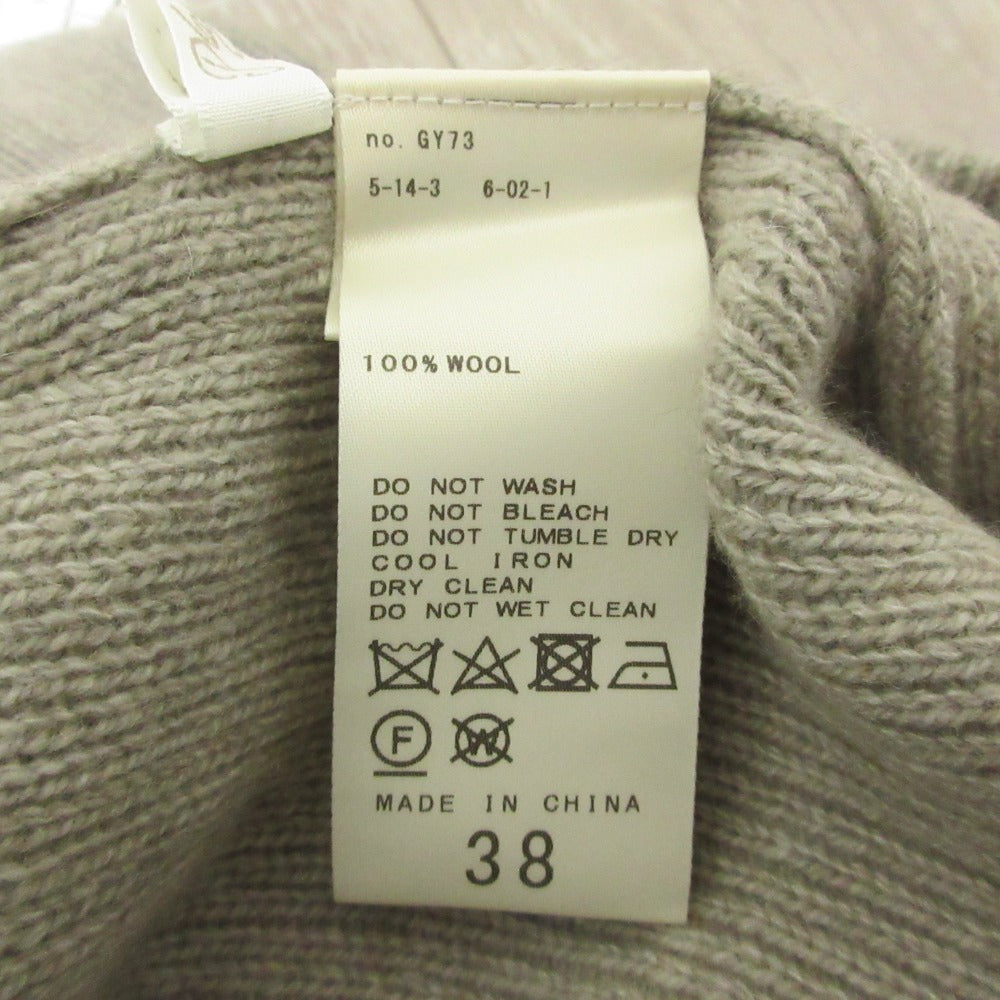 no. GY73
5-14-3 6-02-1
100% WOOL
DO NOT WASH
DO NOT BLEACH
DO NOT TUMBLE DRY
COOL IRON
DRY CLEAN
DO NOT WET CLEAN
F W
MADE IN CHINA
38